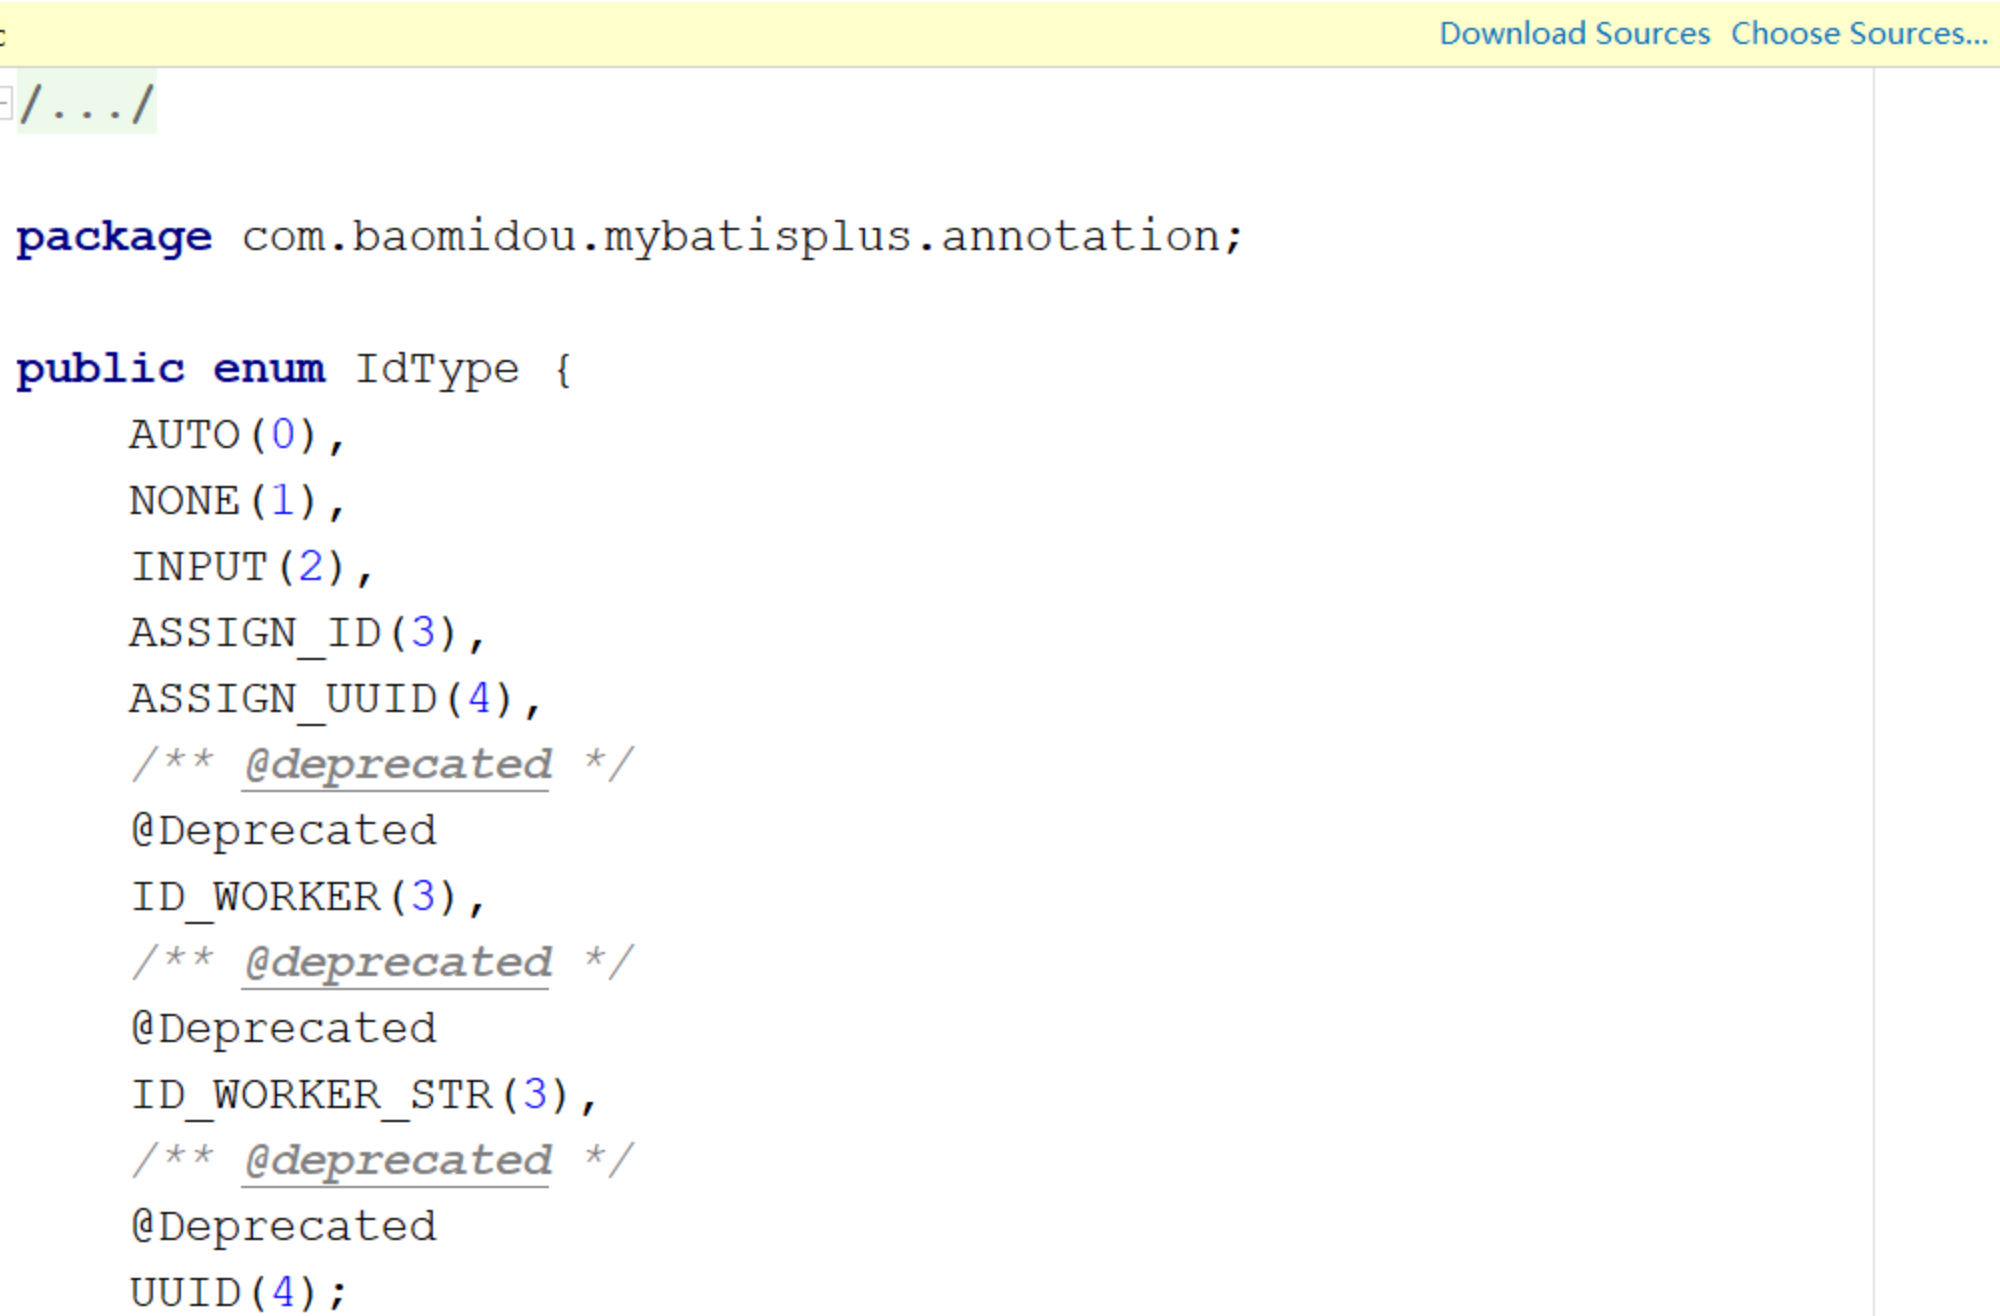 Download Sources Choose Sources...
/.../
package com.baomidou.mybatisplus.annotation;
public enum IdType {
AUTO(0),
NONE(1),
INPUT(2),
ASSIGN_ID(3),
ASSIGN_UUID(4),
/** @deprecated */
@Deprecated
ID_WORKER(3),
/** @deprecated */
@Deprecated
ID_WORKER_STR(3),
/** @deprecated */
@Deprecated
UUID(4);